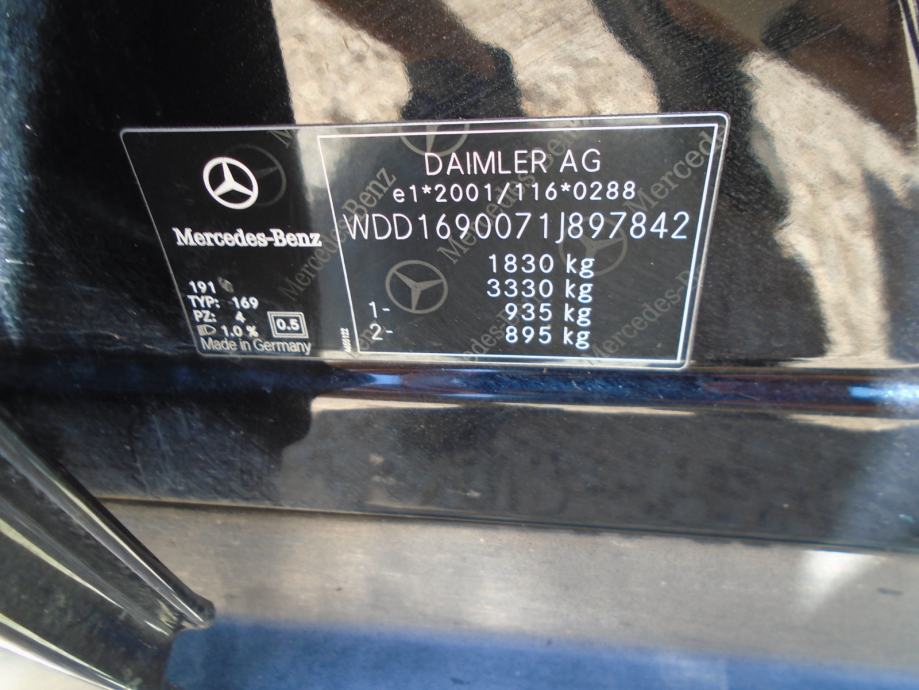 Mercedes-Benz
191
TYP: 169
PZ: 4
1.0 %
0.5
Made in Germany
DAIMLER AG
e1*2001/116*0288
WDD1690071J897842
1830 kg
3330 kg
1- 935 kg
2- 895 kg